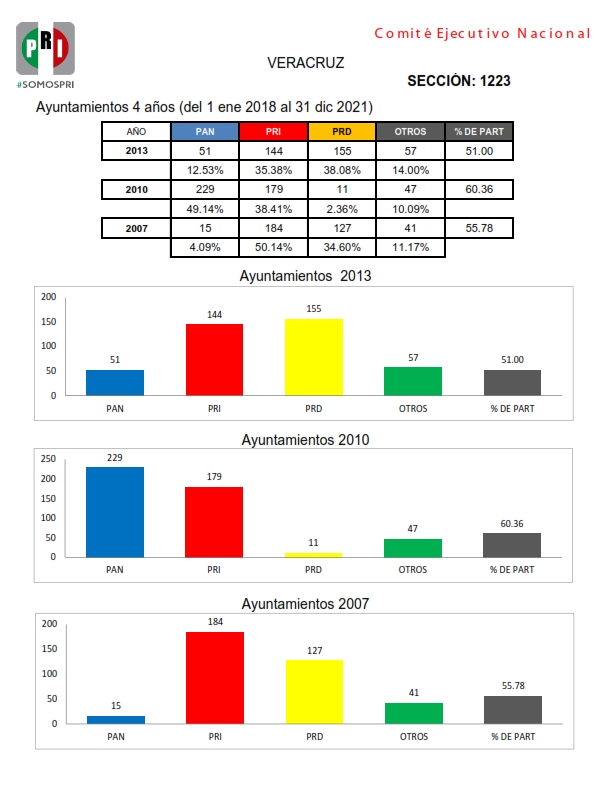 Comité Ejecutivo Nacional
PRI
#SOMOSPRI
VERACRUZ
SECCIÓN: 1223
Ayuntamientos 4 años (del 1 ene 2018 al 31 dic 2021)
AÑO PAN PRI PRD OTROS % DE PART
2013 51 144 155 57 51.00
12.53% 35.38% 38.08% 14.00%
2010 229 179 11 47 60.36
49.14% 38.41% 2.36% 10.09%
2007 15 184 127 41 55.78
4.09% 50.14% 34.60% 11.17%
Ayuntamientos 2013
200
150
100
50
0
51 144 155 57 51.00
PAN PRI PRD OTROS % DE PART
Ayuntamientos 2010
250
200
150
100
50
0
229 179 11 47 60.36
PAN PRI PRD OTROS % DE PART
Ayuntamientos 2007
200
150
100
50
0
15 184 127 41 55.78
PAN PRI PRD OTROS % DE PART